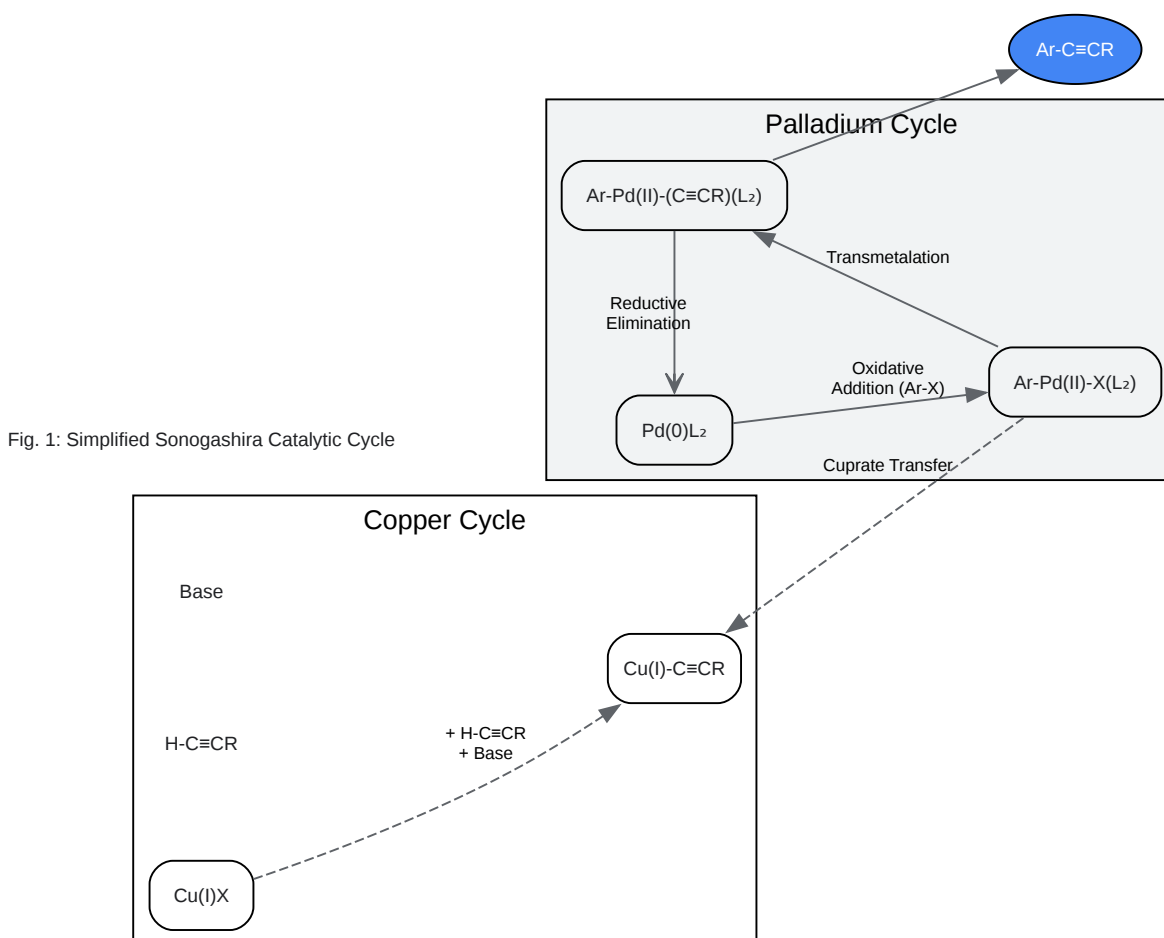 Ar-C≡CR
Palladium Cycle
Ar-Pd(II)-(C≡CR)(L₂)
Transmetalation
Reductive
Elimination
Oxidative
Addition (Ar-X)
Ar-Pd(II)-X(L₂)
Pd(0)L₂
Fig. 1: Simplified Sonogashira Catalytic Cycle
Cuprate Transfer
Copper Cycle
Base
Cu(I)-C≡CR
H-C≡CR
+ H-C≡CR
+ Base
Cu(I)X